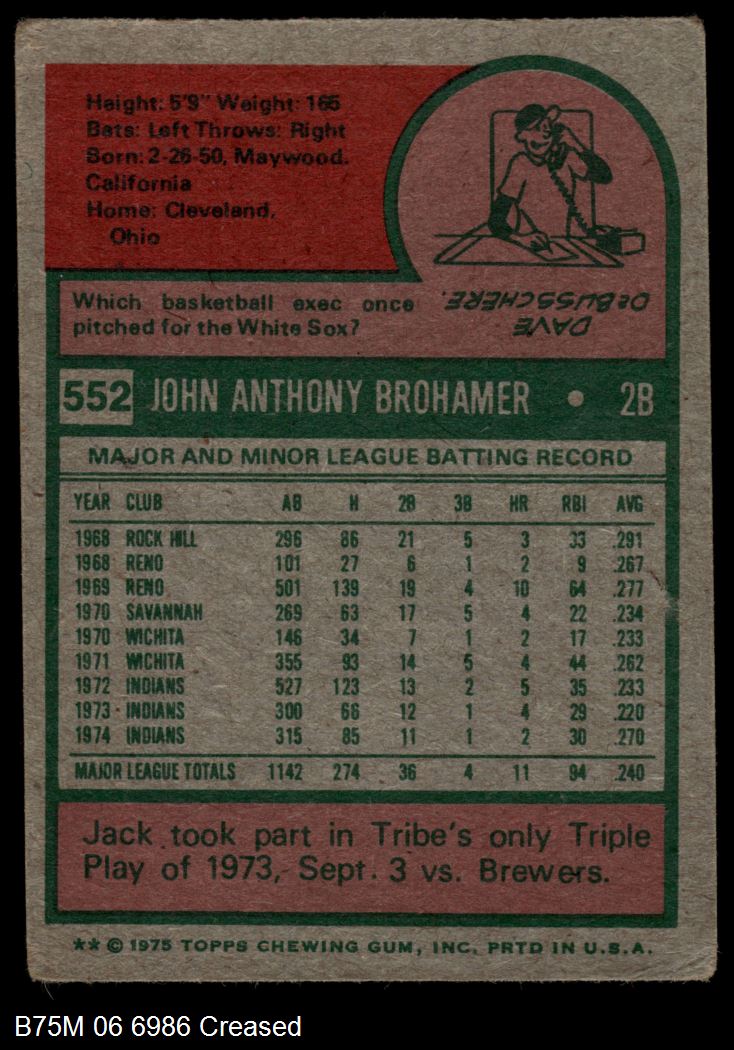 Height: 5'9" Weight: 165
Bats: Left Throws: Right
Born: 2-26-50, Maywood,
California
Home: Cleveland,
Ohio
Which basketball exec once
pitched for the White Sox?
DAVE
DeBUSSCHERE.
552 JOHN ANTHONY BROHAMER • 2B
MAJOR AND MINOR LEAGUE BATTING RECORD
YEAR CLUB AB H 2B 3B HR RBI AVG
1968 ROCK HILL 296 86 21 5 3 33 .291
1968 RENO 101 27 6 1 2 9 .267
1969 RENO 501 139 19 4 10 64 .277
1970 SAVANNAH 269 63 17 5 4 22 .234
1970 WICHITA 146 34 7 1 2 17 .233
1971 WICHITA 355 93 14 5 4 44 .262
1972 INDIANS 527 123 13 2 5 35 .233
1973 INDIANS 300 66 12 1 4 29 .220
1974 INDIANS 315 85 11 1 2 30 .270
MAJOR LEAGUE TOTALS 1142 274 36 4 11 94 .240
Jack took part in Tribe's only Triple
Play of 1973, Sept. 3 vs. Brewers.
** © 1975 TOPPS CHEWING GUM, INC. PRTD IN U.S.A.
B75M 06 6986 Creased